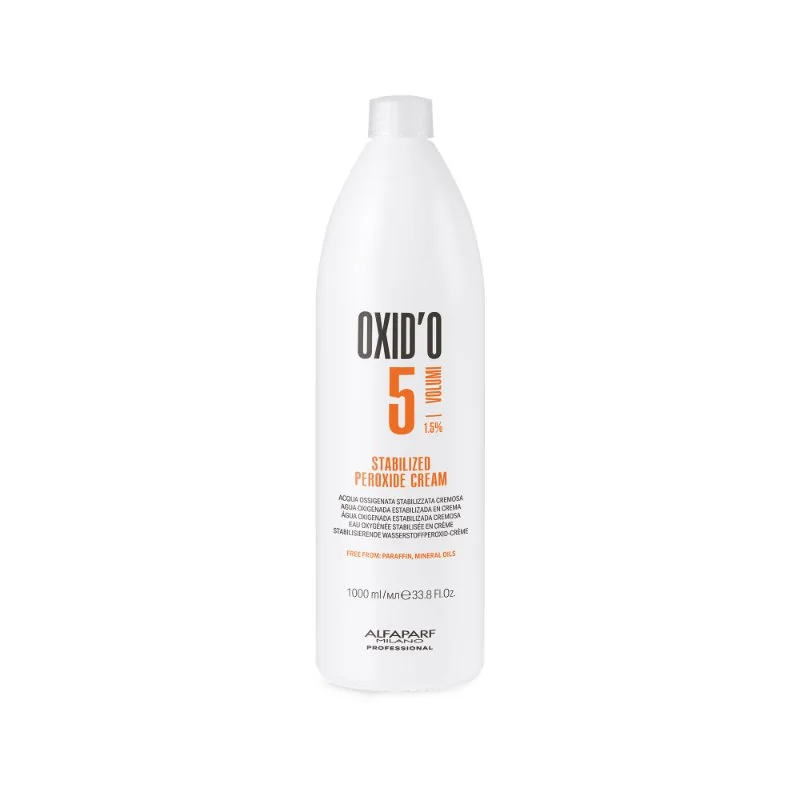 OXID'O
5 VOLUMI
1.5%
STABILIZED
PEROXIDE CREAM
ACQUA OSSIGENATA STABILIZZATA CREMOSA
AGUA OXIGENADA ESTABILIZADA EN CREMA
ÁGUA OXIGENADA ESTABILIZADA CREMOSA
EAU OXYGÉNÉE STABILISÉE EN CRÈME
STABILISIERENDE WASSERSTOFFPEROXID-CRÈME
FREE FROM: PARAFFIN, MINERAL OILS
1000 ml/мл℮33.8 Fl.Oz.
ALFAPARF
MILANO
PROFESSIONAL